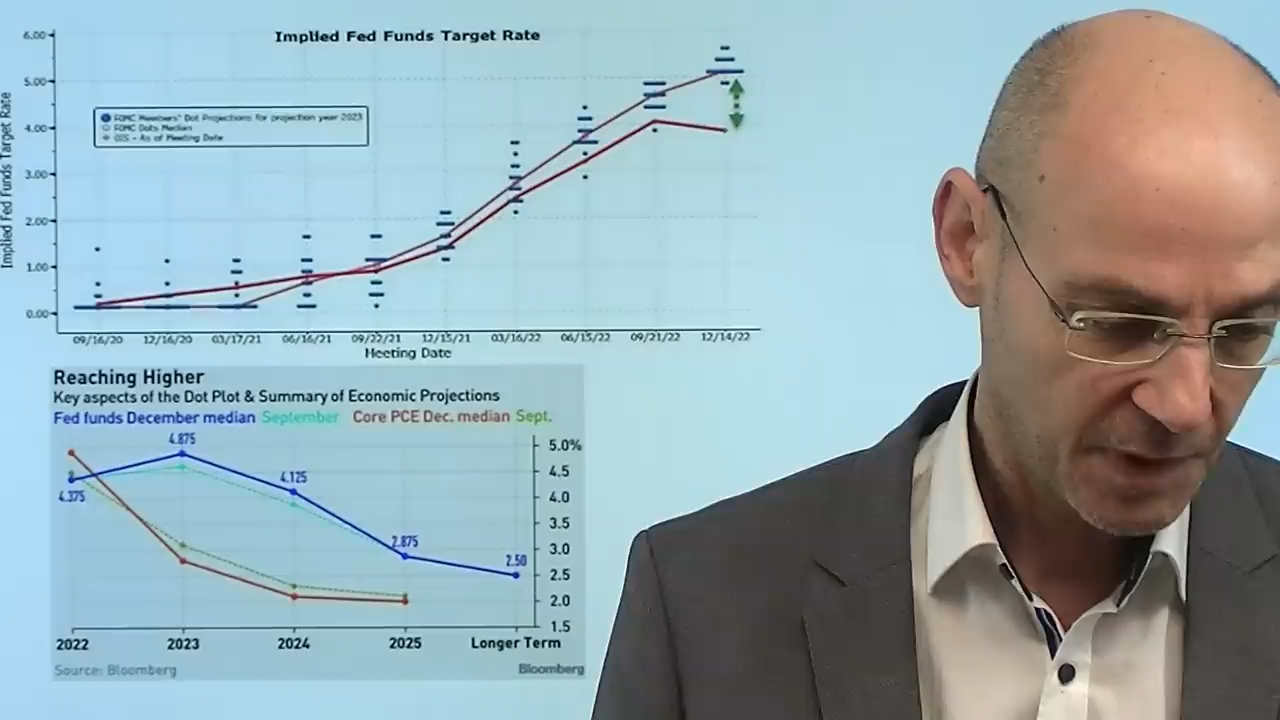 Implied Fed Funds Target Rate
Implied Fed Funds Target Rate
6.00
5.00
4.00
3.00
2.00
1.00
0.00
FOMC Members' Dot Projections for projection year 2023
FOMC Dots Median
OIS - As of Meeting Date
09/16/20 12/16/20 03/17/21 06/16/21 09/22/21 12/15/21 03/16/22 06/15/22 09/21/22 12/14/22
Meeting Date
Reaching Higher
Key aspects of the Dot Plot & Summary of Economic Projections
Fed funds December median September Core PCE Dec. median Sept.
4.375
4.875
4.125
2.875
2.50
5.0%
4.5
4.0
3.5
3.0
2.5
2.0
1.5
2022 2023 2024 2025 Longer Term
Source: Bloomberg Bloomberg